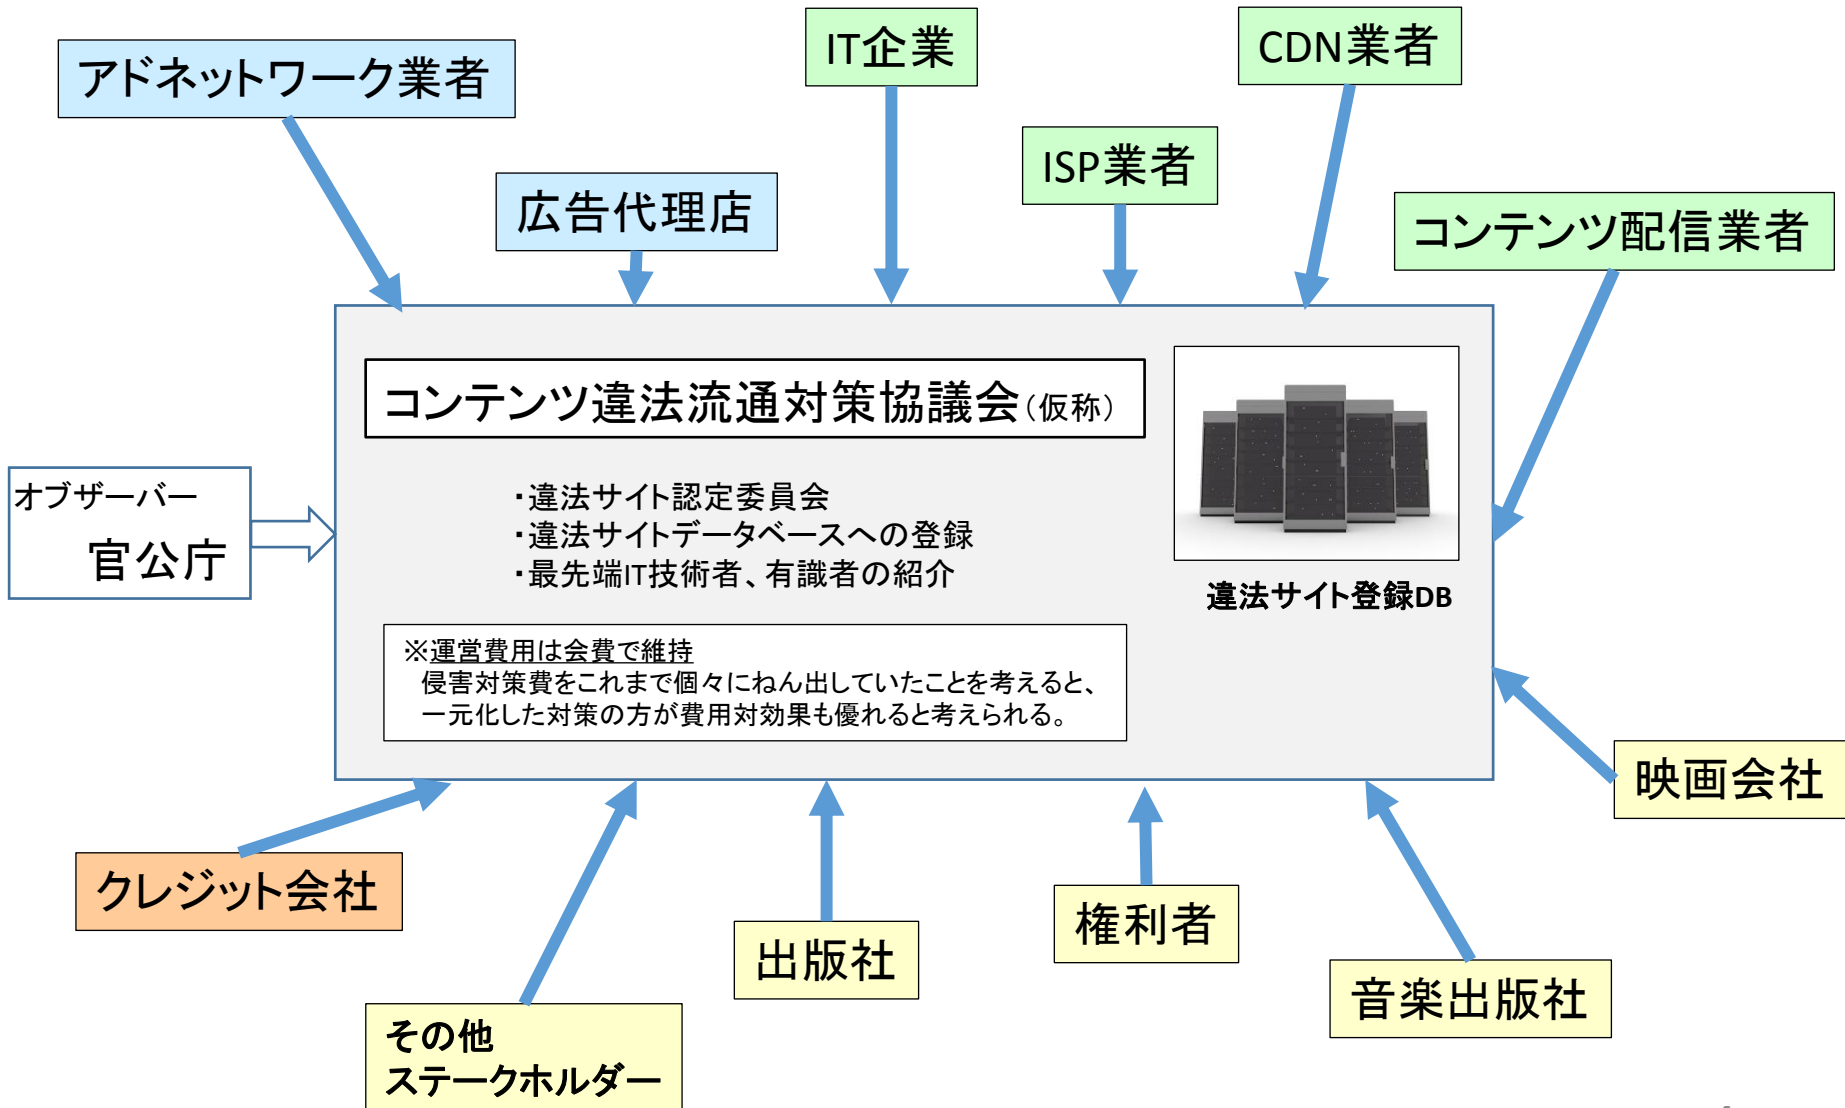 アドネットワーク業者
IT企業
CDN業者
ISP業者
広告代理店
コンテンツ配信業者
コンテンツ違法流通対策協議会(仮称)
オブザーバー
官公庁
・違法サイト認定委員会
・違法サイトデータベースへの登録
・最先端IT技術者、有識者の紹介
違法サイト登録DB
※運営費用は会費で維持
侵害対策費をこれまで個々にねん出していたことを考えると、
一元化した対策の方が費用対効果も優れると考えられる。
映画会社
クレジット会社
権利者
出版社
音楽出版社
その他
ステークホルダー